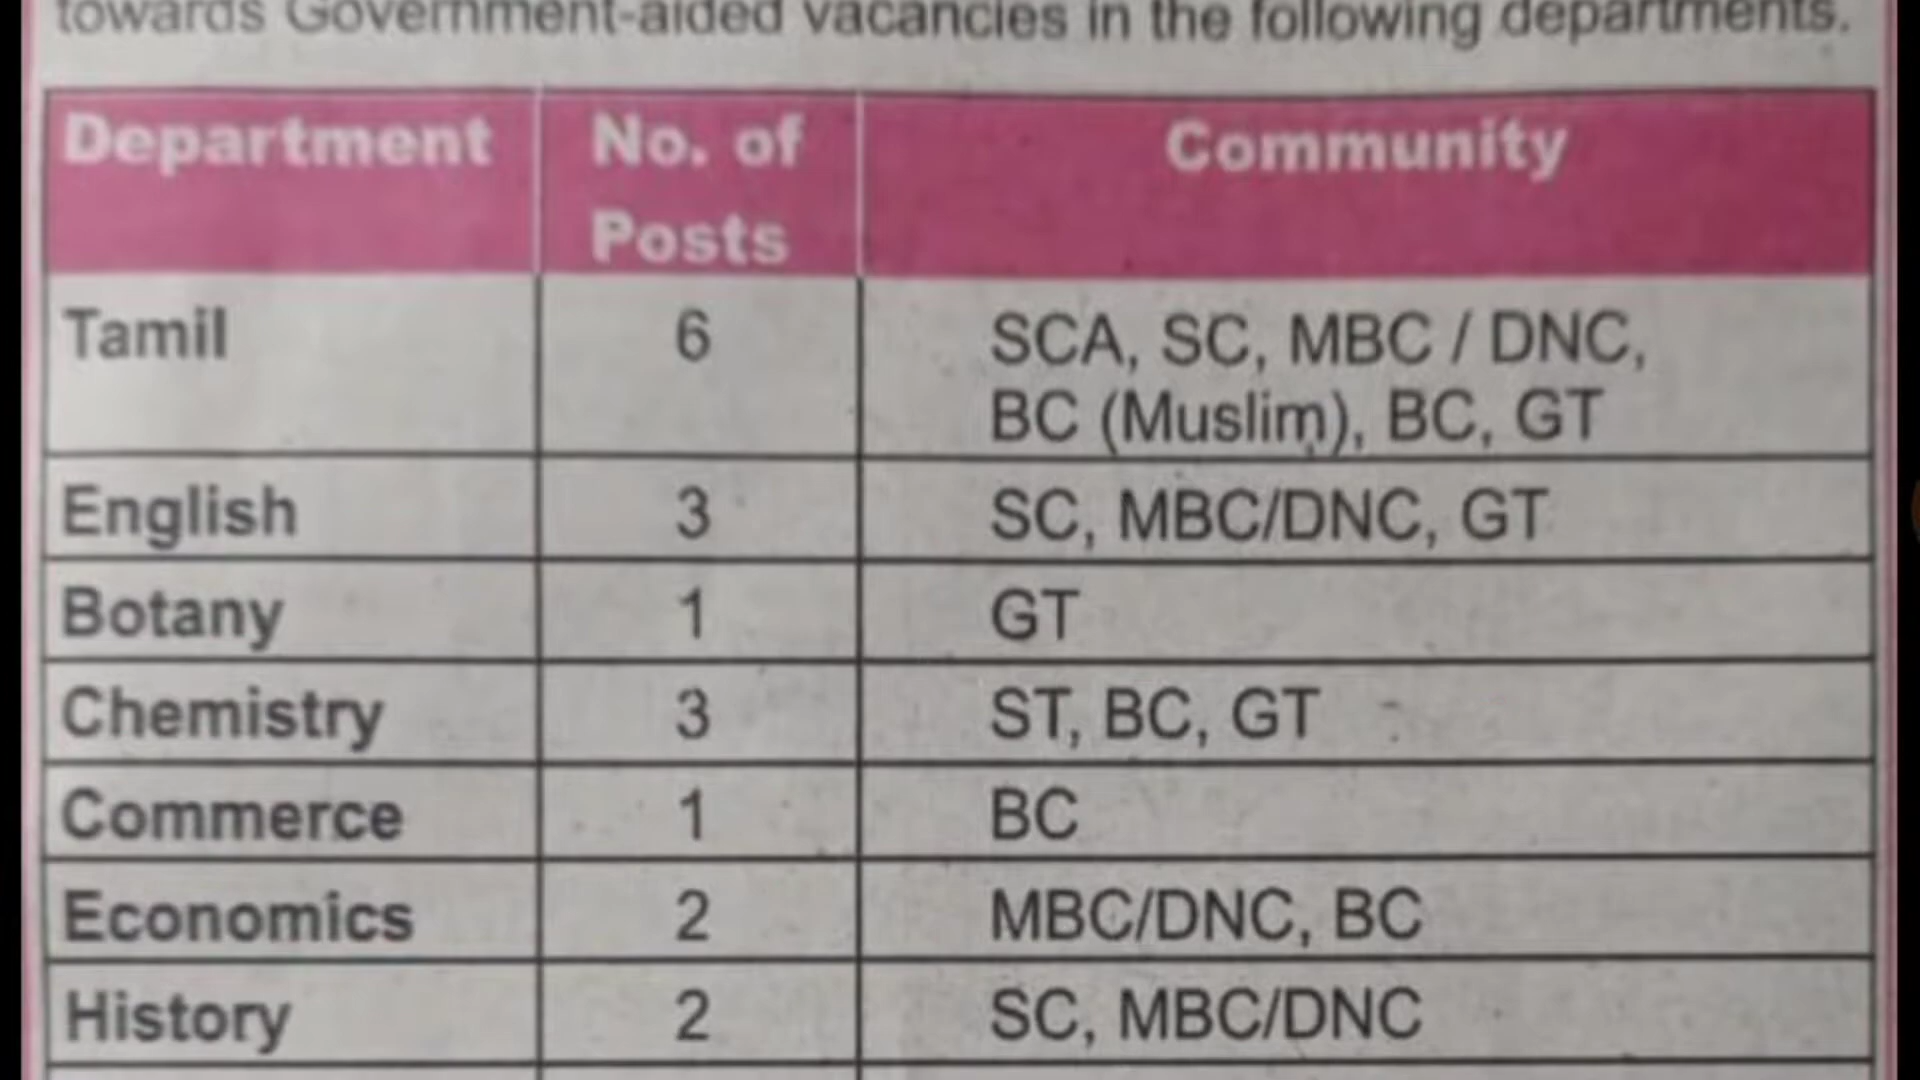 towards Government-aided vacancies in the following departments.
Department No. of Posts Community
Tamil 6 SCA, SC, MBC / DNC,
BC (Muslim), BC, GT
English 3 SC, MBC/DNC, GT
Botany 1 GT
Chemistry 3 ST, BC, GT
Commerce 1 BC
Economics 2 MBC/DNC, BC
History 2 SC, MBC/DNC